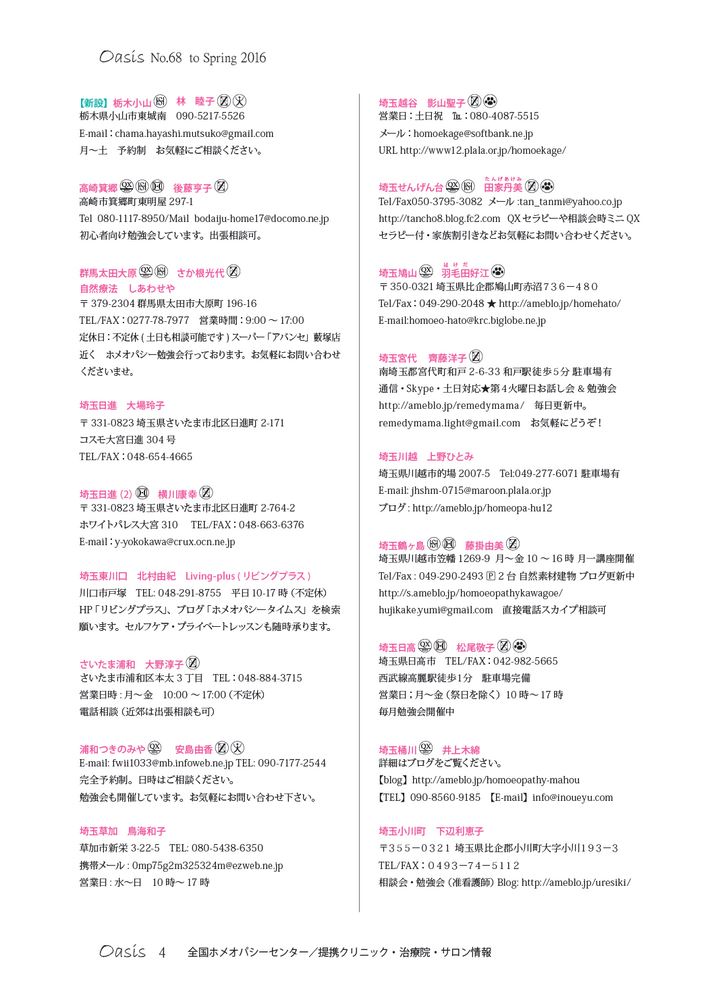 Oasis No.68 to Spring 2016
【新設】栃木小山 林 睦子
栃木県小山市東城南 090-5217-5526
E-mail：chama.hayashi.mutsuko@gmail.com
月〜土 予約制 お気軽にご相談ください。
高崎箕郷 後藤亨子
高崎市箕郷町東明屋 297-1
Tel 080-1117-8950/Mail bodaiju-home17@docomo.ne.jp
初心者向け勉強会しています。出張相談可。
群馬太田大原 さか根光代
自然療法 しあわせや
〒 379-2304 群馬県太田市大原町 196-16
TEL/FAX：0277-78-7977 営業時間：9:00 〜 17:00
定休日：不定休 ( 土日も相談可能です ) スーパー「アバンセ」藪塚店
近く ホメオパシー勉強会行っております。お気軽にお問い合わせ
くださいませ。
埼玉日進 大場玲子
〒 331-0823 埼玉県さいたま市北区日進町 2-171
コスモ大宮日進 304 号
TEL/FAX：048-654-4665
埼玉日進（2） 横川康幸
〒 331-0823 埼玉県さいたま市北区日進町 2-764-2
ホワイトパレス大宮 310 TEL/FAX：048-663-6376
E-mail：y-yokokawa@crux.ocn.ne.jp
埼玉東川口 北村由紀 Living-plus ( リビングプラス )
川口市戸塚 TEL: 048-291-8755 平日 10-17 時（不定休）
HP「リビングプラス」、ブログ「ホメオパシータイムス」を検索
願います。セルフケア・プライベートレッスンも随時承ります。
さいたま浦和 大野淳子
さいたま市浦和区本太 3 丁目 TEL：048-884-3715
営業日時 : 月〜金 10:00 〜 17:00（不定休）
電話相談（近郊は出張相談も可）
浦和つきのみや 安島由香
E-mail: fwii1033@mb.infoweb.ne.jp TEL: 090-7177-2544
完全予約制。日時はご相談ください。
勉強会も開催しています。お気軽にお問い合わせ下さい。
埼玉草加 鳥海和子
草加市新栄 3-22-5 TEL: 080-5438-6350
携帯メール : 0mp75g2m325324m@ezweb.ne.jp
営業日 : 水〜日 10 時〜 17 時
埼玉越谷 影山聖子
営業日：土日祝 ℡：080-4087-5515
メール：homoekage@softbank.ne.jp
URL http://www12.plala.or.jp/homoekage/
埼玉せんげん台 田家丹美
たんげあけみ
Tel/Fax050-3795-3082 メール :tan_tanmi@yahoo.co.jp
http://tancho8.blog.fc2.com QX セラピーや相談会時ミニ QX
セラピー付・家族割引きなどお気軽にお問い合わせください。
埼玉鳩山 羽毛田好江
はけだ
〒 350-0321 埼玉県比企郡鳩山町赤沼７３６−４８０
Tel/Fax：049-290-2048 ★ http://ameblo.jp/homehato/
E-mail:homoeo-hato@krc.biglobe.ne.jp
埼玉宮代 齊藤洋子
南埼玉郡宮代町和戸 2-6-33 和戸駅徒歩５分 駐車場有
通信・Skype・土日対応★第４火曜日お話し会 & 勉強会
http://ameblo.jp/remedymama/ 毎日更新中。
remedymama.light@gmail.com お気軽にどうぞ！
埼玉川越 上野ひとみ
埼玉県川越市的場 2007-5 Tel:049-277-6071 駐車場有
E-mail: jhshm-0715@maroon.plala.or.jp
ブログ : http://ameblo.jp/homeopa-hu12
埼玉鶴ヶ島 藤掛由美
埼玉県川越市笠幡 1269-9 月〜金 10 〜 16 時 月一講座開催
Tel/Fax : 049-290-2493 🄿２台 自然素材建物 ブログ更新中
http://s.ameblo.jp/homoeopathykawagoe/
hujikake.yumi@gmail.com 直接電話スカイプ相談可
埼玉日高 松尾敬子
埼玉県日高市 TEL/FAX：042-982-5665
西武線高麗駅徒歩1分 駐車場完備
営業日；月〜金（祭日を除く）10 時〜 17 時
毎月勉強会開催中
埼玉桶川 井上木綿
詳細はブログをご覧ください。
【blog】http://ameblo.jp/homoeopathy-mahou
【TEL】090-8560-9185 【E-mail】info@inoueyu.com
埼玉小川町 下辺利恵子
〒３５５−０３２１ 埼玉県比企郡小川町大字小川１９３−３
TEL/FAX：０４９３−７４−５１１２
相談会・勉強会（准看護師）Blog: http://ameblo.jp/uresiki/
Oasis 4 全国ホメオパシーセンター／提携クリニック・治療院・サロン情報